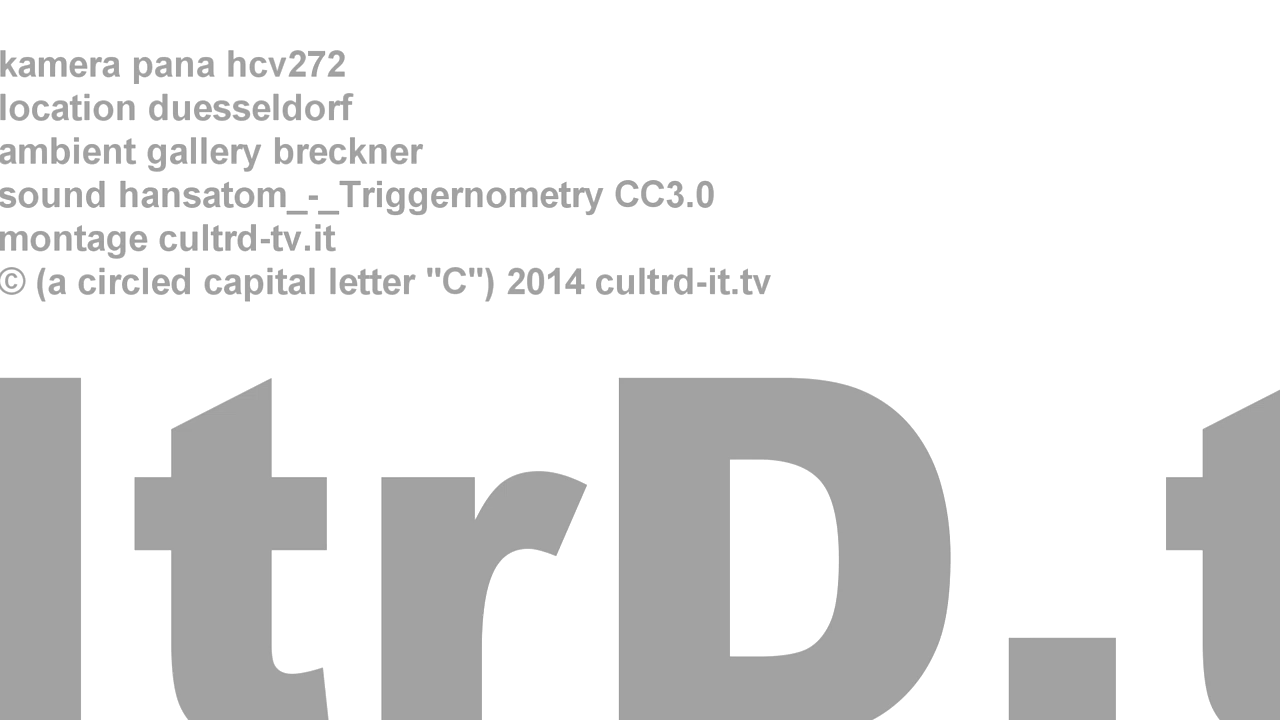 kamera pana hcv272
location duesseldorf
ambient gallery breckner
sound hansatom_-_Triggernometry CC3.0
montage cultrd-tv.it
© (a circled capital letter "C") 2014 cultrd-it.tv
ltrD.t